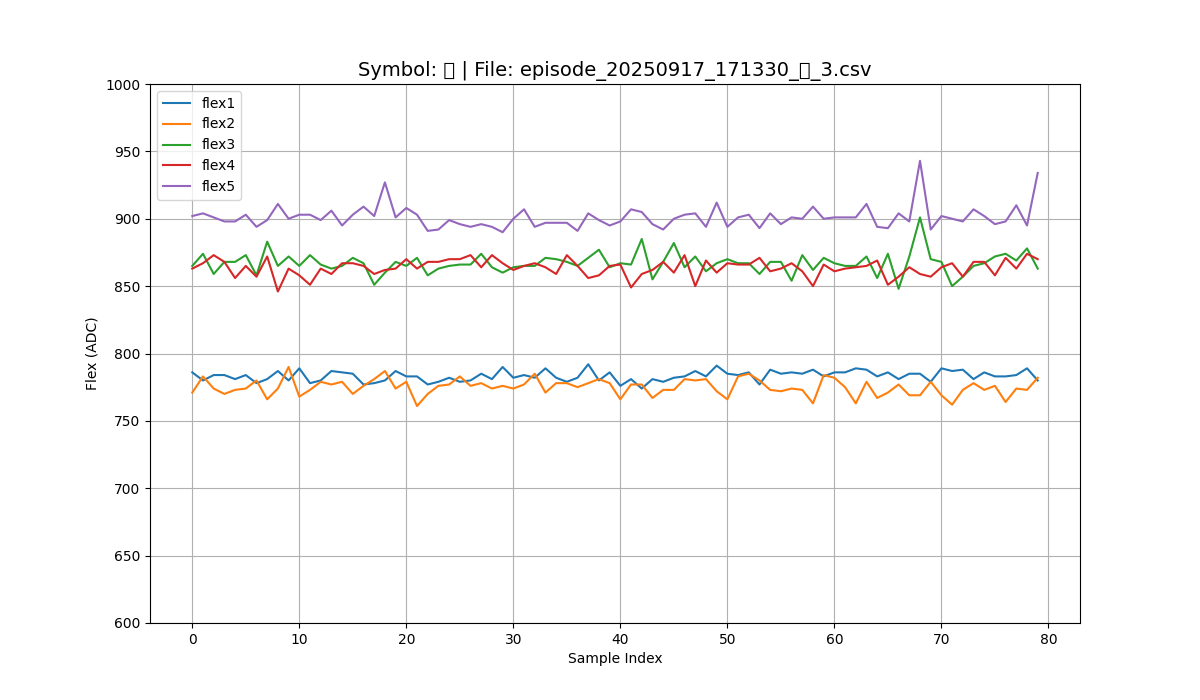 Symbol: | File: episode_20250917_171330_ _3.csv
1000
950
900
850
800
750
700
650
600
Flex (ADC)
flex1
flex2
flex3
flex4
flex5
0 10 20 30 40 50 60 70 80
Sample Index